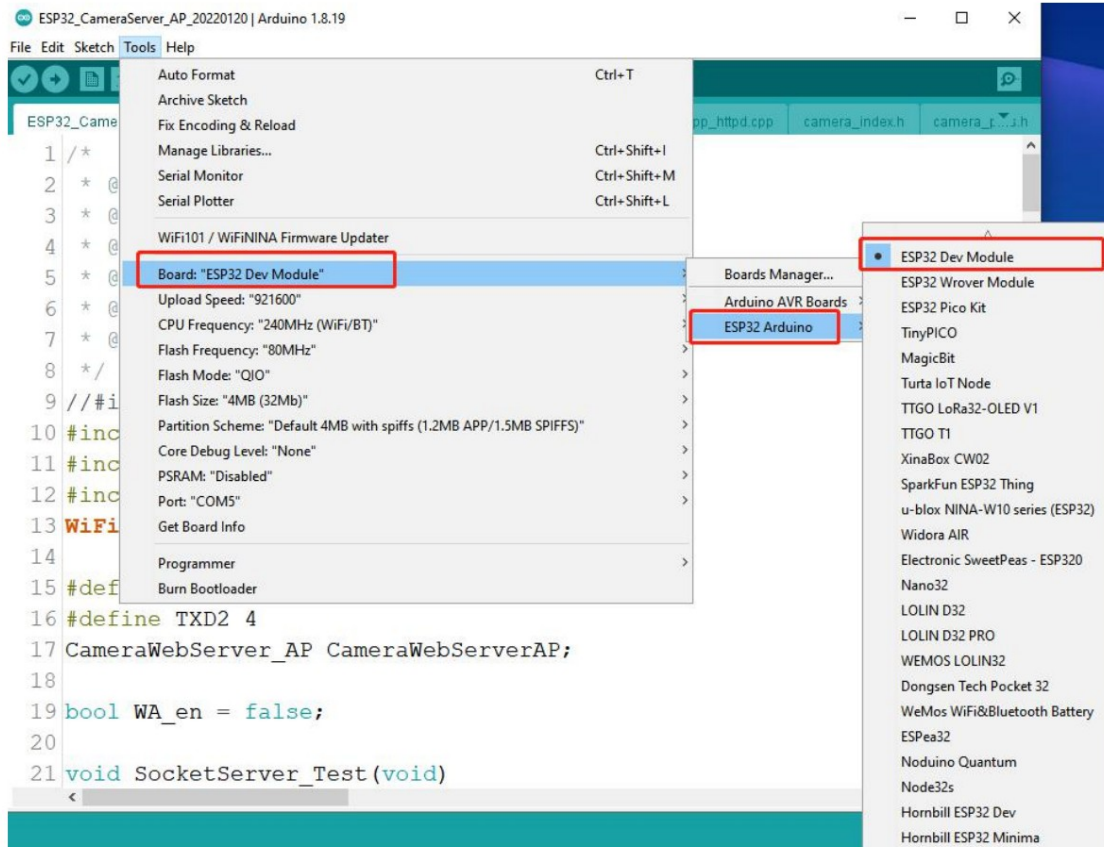 ESP32_CameraServer_AP_20220120 | Arduino 1.8.19
File Edit Sketch Tools Help
Auto Format Ctrl+T
Archive Sketch
Fix Encoding & Reload
Manage Libraries... Ctrl+Shift+I
Serial Monitor Ctrl+Shift+M
Serial Plotter Ctrl+Shift+L
WiFi101 / WiFiNINA Firmware Updater
Board: "ESP32 Dev Module"
Upload Speed: "921600"
CPU Frequency: "240MHz (WiFi/BT)"
Flash Frequency: "80MHz"
Flash Mode: "QIO"
Flash Size: "4MB (32Mb)"
Partition Scheme: "Default 4MB with spiffs (1.2MB APP/1.5MB SPIFFS)"
Core Debug Level: "None"
PSRAM: "Disabled"
Port: "COM5"
Get Board Info
Programmer
Burn Bootloader
Boards Manager...
Arduino AVR Boards
ESP32 Arduino
ESP32 Dev Module
ESP32 Wrover Module
ESP32 Pico Kit
TinyPICO
MagicBit
Turta IoT Node
TTGO LoRa32-OLED V1
TTGO T1
XinaBox CW02
SparkFun ESP32 Thing
u-blox NINA-W10 series (ESP32)
Widora AIR
Electronic SweetPeas - ESP320
Nano32
LOLIN D32
LOLIN D32 PRO
WEMOS LOLIN32
Dongsen Tech Pocket 32
WeMos WiFi&Bluetooth Battery
ESPea32
Noduino Quantum
Node32s
Hornbill ESP32 Dev
Hornbill ESP32 Minima
ESP32_Came pp_httpd.cpp camera_index.h
1 /*
2 * @
3 * @
4 * @
5 * @
6 * @
7 * @
8 */
9 //#i
10 #inc
11 #inc
12 #inc
13 WiFi
14
15 #def
16 #define TXD2 4
17 CameraWebServer_AP CameraWebServerAP;
18
19 bool WA_en = false;
20
21 void SocketServer_Test(void)